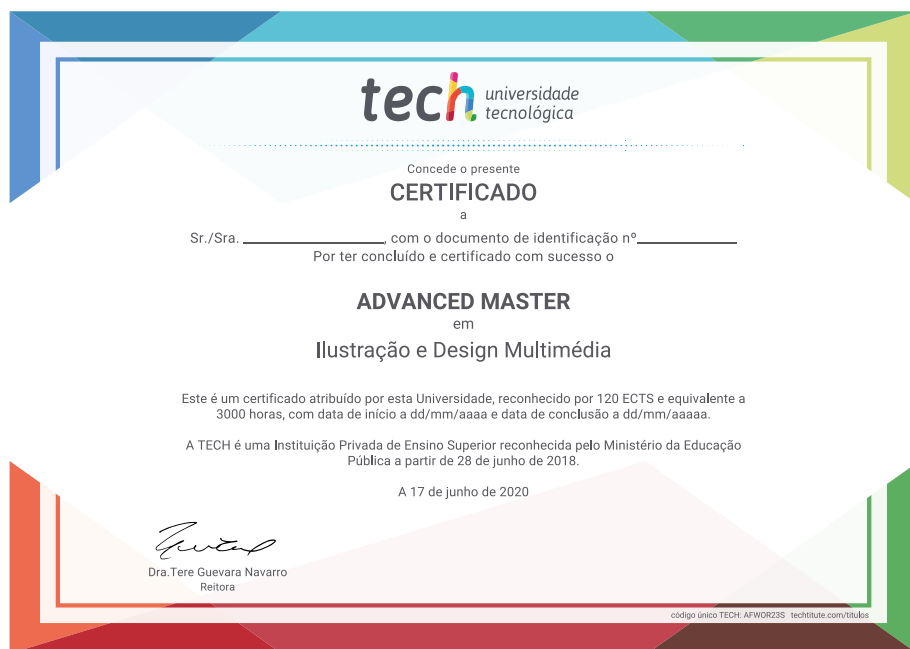 tech universidade
tecnológica
Concede o presente
CERTIFICADO
a
Sr./Sra. ________________, com o documento de identificação nº____________
Por ter concluído e certificado com sucesso o
ADVANCED MASTER
em
Ilustração e Design Multimédia
Este é um certificado atribuído por esta Universidade, reconhecido por 120 ECTS e equivalente a
3000 horas, com data de início a dd/mm/aaaa e data de conclusão a dd/mm/aaaaa.
A TECH é uma Instituição Privada de Ensino Superior reconhecida pelo Ministério da Educação
Pública a partir de 28 de junho de 2018.
A 17 de junho de 2020
Dra.Tere Guevara Navarro
Reitora
código único TECH: AFWOR23S techtitute.com/titulos